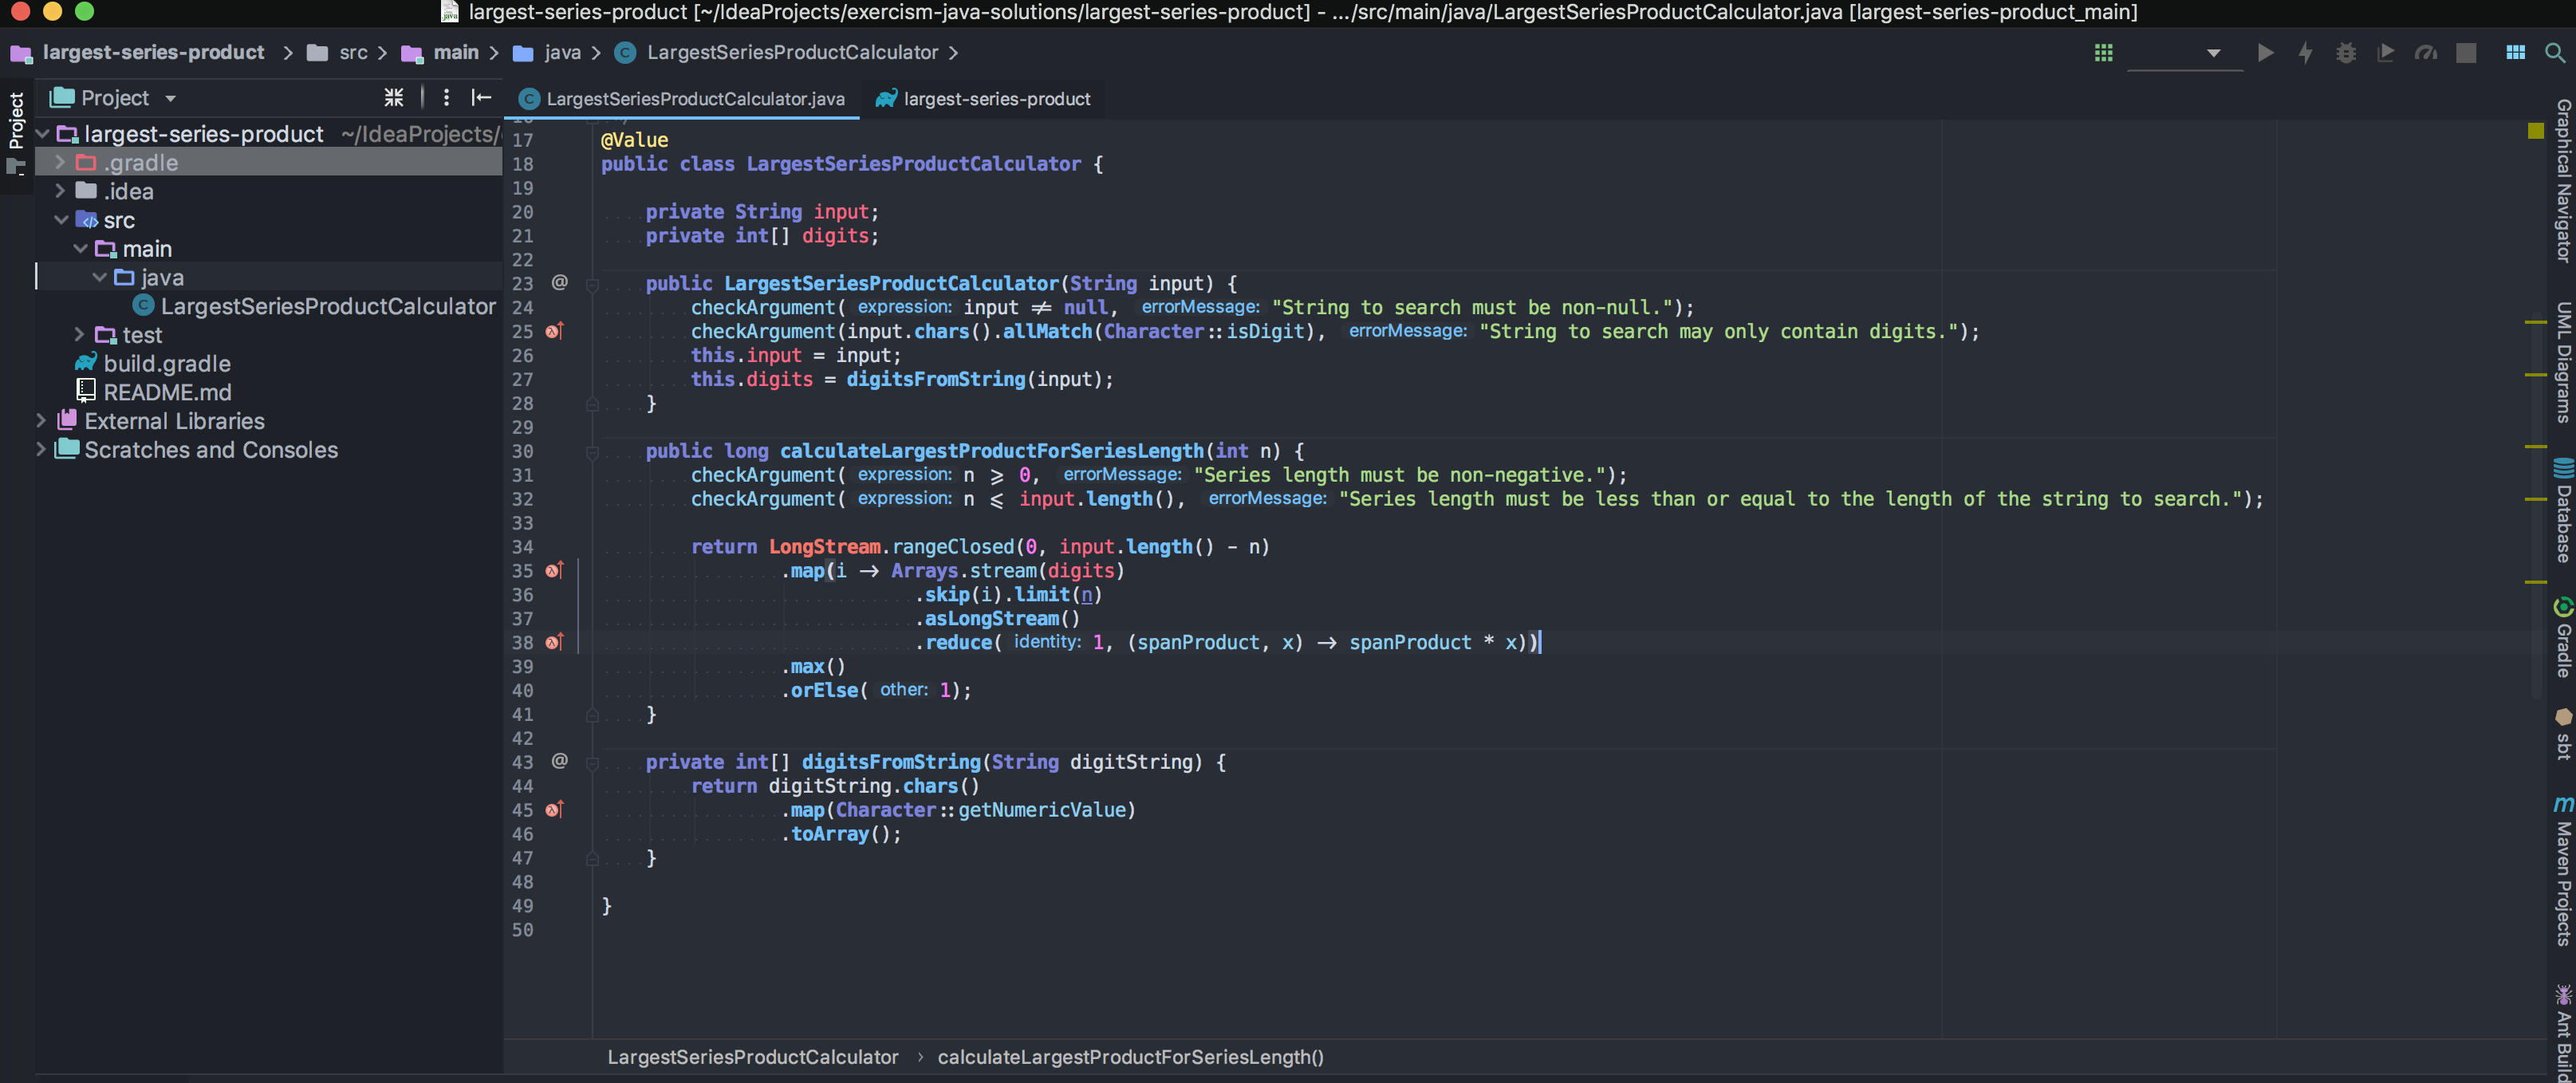 largest-series-product [~/IdeaProjects/exercism-java-solutions/largest-series-product] - .../src/main/java/LargestSeriesProductCalculator.java [largest-series-product_main]
largest-series-product > src > main > java > C LargestSeriesProductCalculator >
Project
Project
C LargestSeriesProductCalculator.java
largest-series-product
largest-series-product ~/IdeaProjects/
.gradle
.idea
src
main
java
C LargestSeriesProductCalculator
test
build.gradle
README.md
External Libraries
Scratches and Consoles
17 @Value
18 public class LargestSeriesProductCalculator {
19
20 private String input;
21 private int[] digits;
22
23 @ public LargestSeriesProductCalculator(String input) {
24 checkArgument( expression: input ≠ null, errorMessage: "String to search must be non-null.");
25 checkArgument(input.chars().allMatch(Character::isDigit), errorMessage: "String to search may only contain digits.");
26 this.input = input;
27 this.digits = digitsFromString(input);
28 }
29
30 public long calculateLargestProductForSeriesLength(int n) {
31 checkArgument( expression: n ⩾ 0, errorMessage: "Series length must be non-negative.");
32 checkArgument( expression: n ⩽ input.length(), errorMessage: "Series length must be less than or equal to the length of the string to search.");
33
34 return LongStream.rangeClosed(0, input.length() - n)
35 .map(i → Arrays.stream(digits)
36 .skip(i).limit(n)
37 .asLongStream()
38 .reduce( identity: 1, (spanProduct, x) → spanProduct * x))
39 .max()
40 .orElse( other: 1);
41 }
42
43 @ private int[] digitsFromString(String digitString) {
44 return digitString.chars()
45 .map(Character::getNumericValue)
46 .toArray();
47 }
48
49 }
50
LargestSeriesProductCalculator › calculateLargestProductForSeriesLength()
Graphical Navigator
UML Diagrams
Database
Gradle
sbt
m Maven Projects
Ant Build